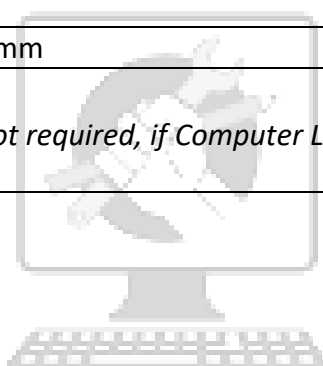 mm
ot required, if Computer L